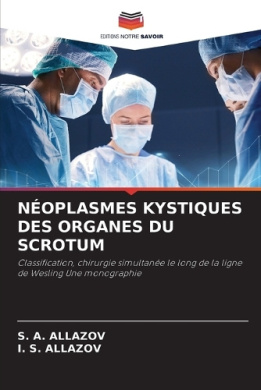 EDITIONS NOTRE SAVOIR
NÉOPLASMES KYSTIQUES
DES ORGANES DU
SCROTUM
Classification, chirurgie simultanée le long de la ligne
de Wesling Une monographie
S. A. ALLAZOV
I. S. ALLAZOV